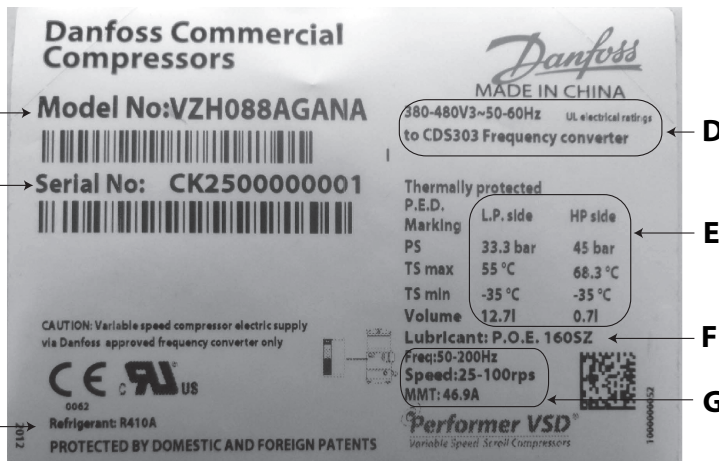 Danfoss Commercial
Compressors
Model No:VZH088AGANA
Serial No: CK2500000001
CAUTION: Variable speed compressor electric supply
via Danfoss approved frequency converter only
CE c RU US
0062
Refrigerant: R410A
2012
PROTECTED BY DOMESTIC AND FOREIGN PATENTS
Danfoss
MADE IN CHINA
380-480V3~50-60Hz UL electrical ratings
to CDS303 Frequency converter
D
Thermally protected
P.E.D.
Marking L.P. side HP side
E
PS 33.3 bar 45 bar
TS max 55 °C 68.3 °C
TS min -35 °C -35 °C
Volume 12.7l 0.7l
Lubricant: P.O.E. 160SZ
F
Freq:50-200Hz
Speed:25-100rps
MMT: 46.9A
G
Performer VSD®
Variable Speed Scroll Compressors